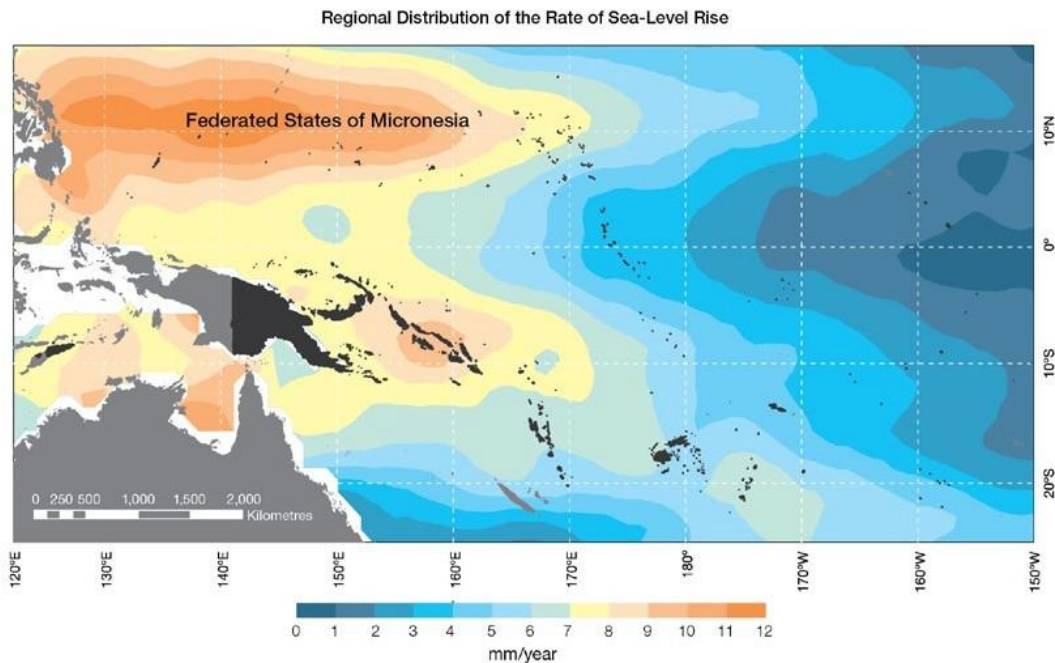 Regional Distribution of the Rate of Sea-Level Rise
Federated States of Micronesia
10°N
0°
10°S
20°S
0 250 500 1,000 1,500 2,000
Kilometres
120°E 130°E 140°E 150°E 160°E 170°E 180° 170°W 160°W 150°W
0 1 2 3 4 5 6 7 8 9 10 11 12
mm/year